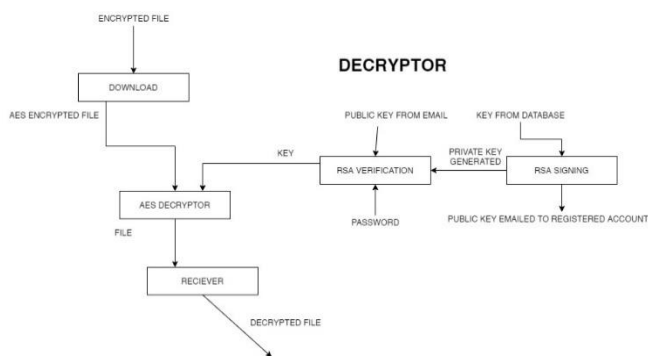 ENCRYPTED FILE
DECRYPTOR
DOWNLOAD
AES ENCRYPTED FILE
PUBLIC KEY FROM EMAIL
KEY FROM DATABASE
KEY
PRIVATE KEY
GENERATED
RSA VERIFICATION
RSA SIGNING
AES DECRYPTOR
PASSWORD
PUBLIC KEY EMAILED TO REGISTERED ACCOUNT
FILE
RECIEVER
DECRYPTED FILE